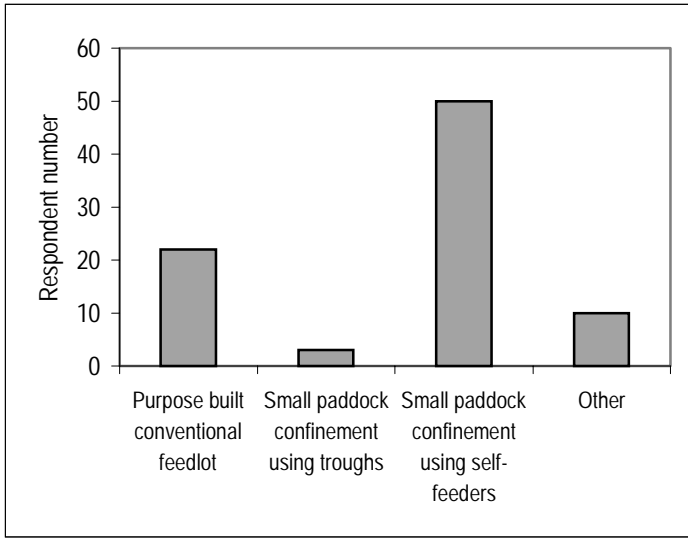 60
50
40
30
20
10
0
Respondent number
Purpose built
conventional
feedlot
Small paddock
confinement
using troughs
Small paddock
confinement
using self-
feeders
Other